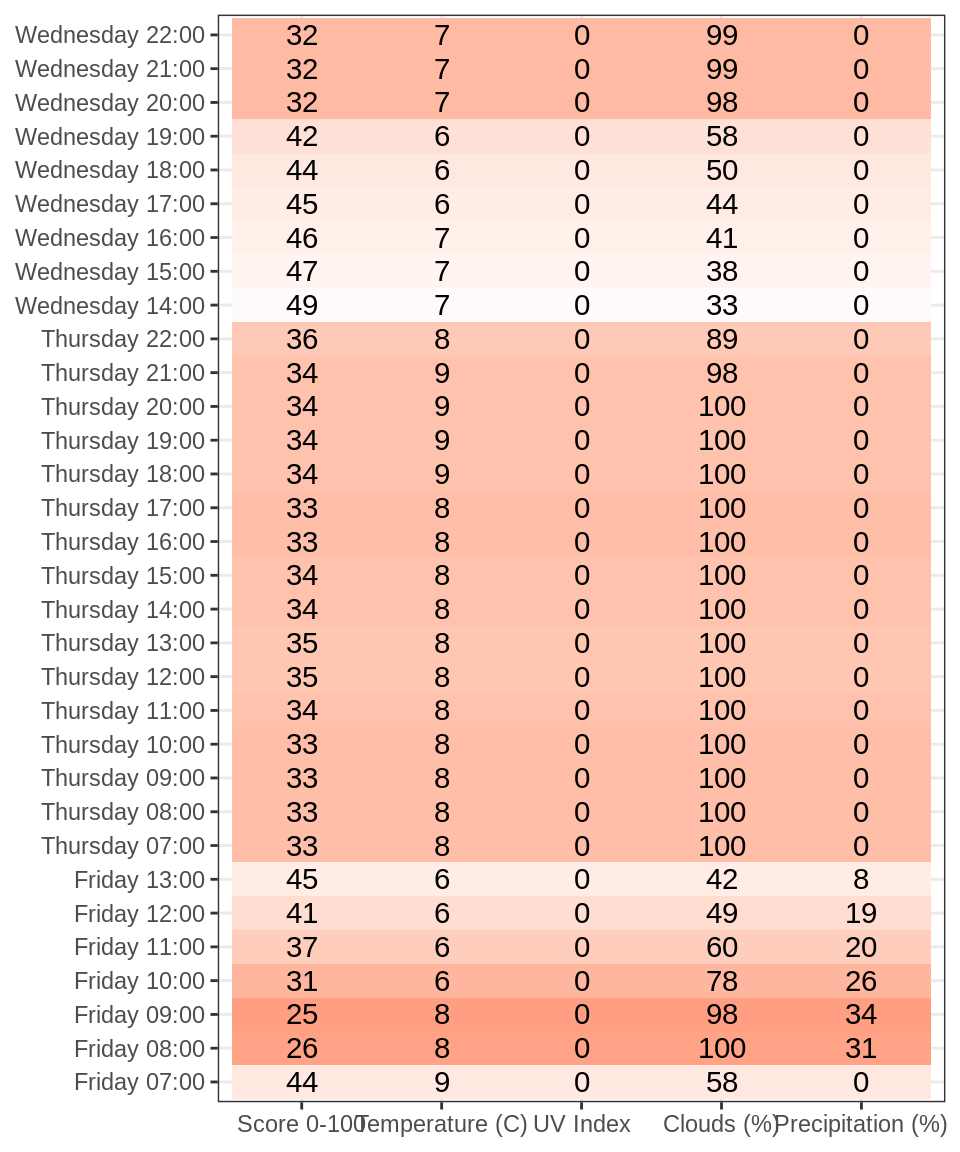 Wednesday 22:00 32 7 0 99 0
Wednesday 21:00 32 7 0 99 0
Wednesday 20:00 32 7 0 98 0
Wednesday 19:00 42 6 0 58 0
Wednesday 18:00 44 6 0 50 0
Wednesday 17:00 45 6 0 44 0
Wednesday 16:00 46 7 0 41 0
Wednesday 15:00 47 7 0 38 0
Wednesday 14:00 49 7 0 33 0
Thursday 22:00 36 8 0 89 0
Thursday 21:00 34 9 0 98 0
Thursday 20:00 34 9 0 100 0
Thursday 19:00 34 9 0 100 0
Thursday 18:00 34 9 0 100 0
Thursday 17:00 33 8 0 100 0
Thursday 16:00 33 8 0 100 0
Thursday 15:00 34 8 0 100 0
Thursday 14:00 34 8 0 100 0
Thursday 13:00 35 8 0 100 0
Thursday 12:00 35 8 0 100 0
Thursday 11:00 34 8 0 100 0
Thursday 10:00 33 8 0 100 0
Thursday 09:00 33 8 0 100 0
Thursday 08:00 33 8 0 100 0
Thursday 07:00 33 8 0 100 0
Friday 13:00 45 6 0 42 8
Friday 12:00 41 6 0 49 19
Friday 11:00 37 6 0 60 20
Friday 10:00 31 6 0 78 26
Friday 09:00 25 8 0 98 34
Friday 08:00 26 8 0 100 31
Friday 07:00 44 9 0 58 0
Score 0-100 Temperature (C) UV Index Clouds (%) Precipitation (%)